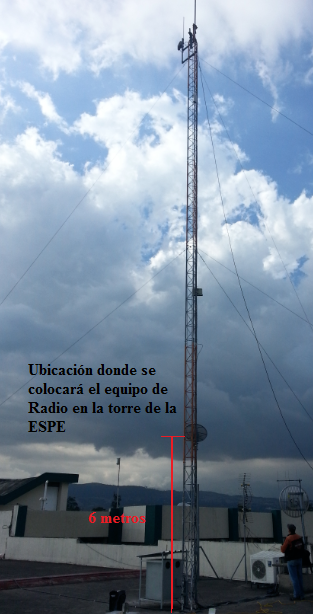 Ubicación donde se
colocará el equipo de
Radio en la torre de la
ESPE
6 metros